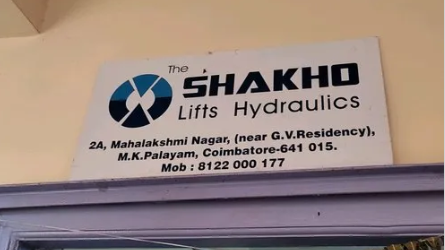 The
SHAKHO
Lifts Hydraulics
2A, Mahalakshmi Nagar, (near G.V.Residency),
M.K.Palayam, Coimbatore-641 015.
Mob : 8122 000 177